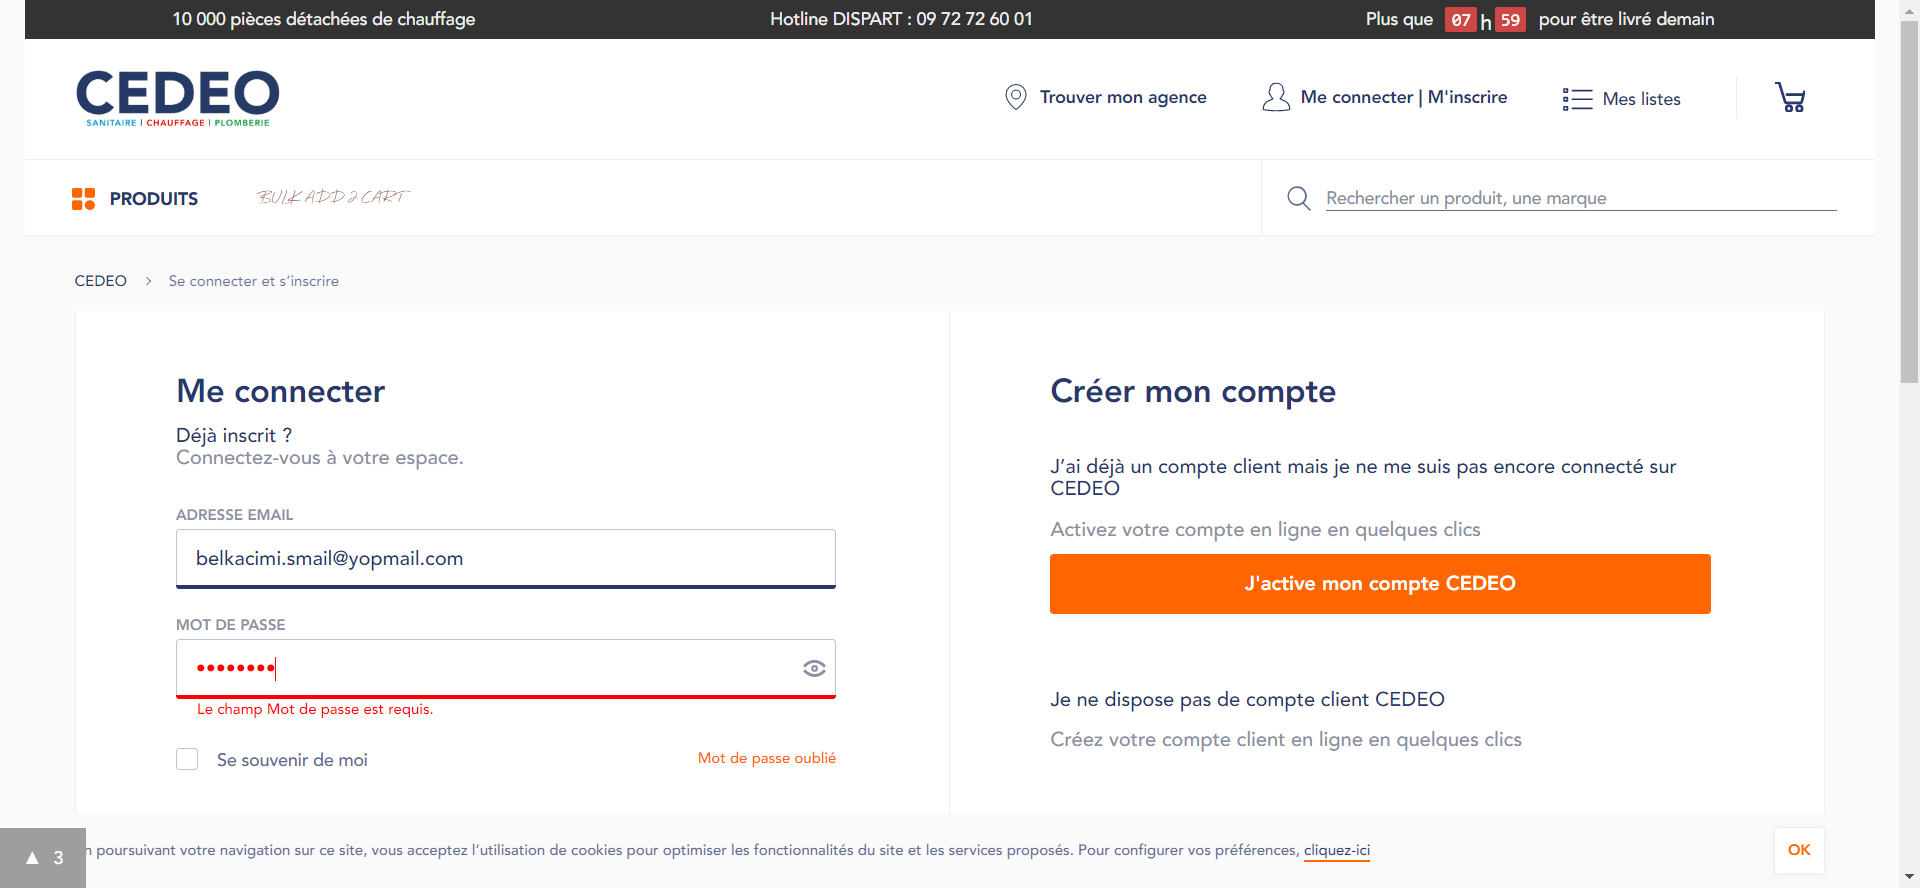 10 000 pièces détachées de chauffage
Hotline DISPART : 09 72 72 60 01
Plus que 07 h 59 pour être livré demain
CEDEO
SANITAIRE | CHAUFFAGE | PLOMBERIE
Trouver mon agence
Me connecter | M'inscrire
Mes listes
PRODUITS
BULK ADD 2 CART
Rechercher un produit, une marque
CEDEO > Se connecter et s’inscrire
Me connecter
Déjà inscrit ?
Connectez-vous à votre espace.
ADRESSE EMAIL
belkacimi.smail@yopmail.com
MOT DE PASSE
Le champ Mot de passe est requis.
Se souvenir de moi
Mot de passe oublié
Créer mon compte
J’ai déjà un compte client mais je ne me suis pas encore connecté sur
CEDEO
Activez votre compte en ligne en quelques clics
J'active mon compte CEDEO
Je ne dispose pas de compte client CEDEO
Créez votre compte client en ligne en quelques clics
▲ 3
n poursuivant votre navigation sur ce site, vous acceptez l’utilisation de cookies pour optimiser les fonctionnalités du site et les services proposés. Pour configurer vos préférences, cliquez-ici
OK